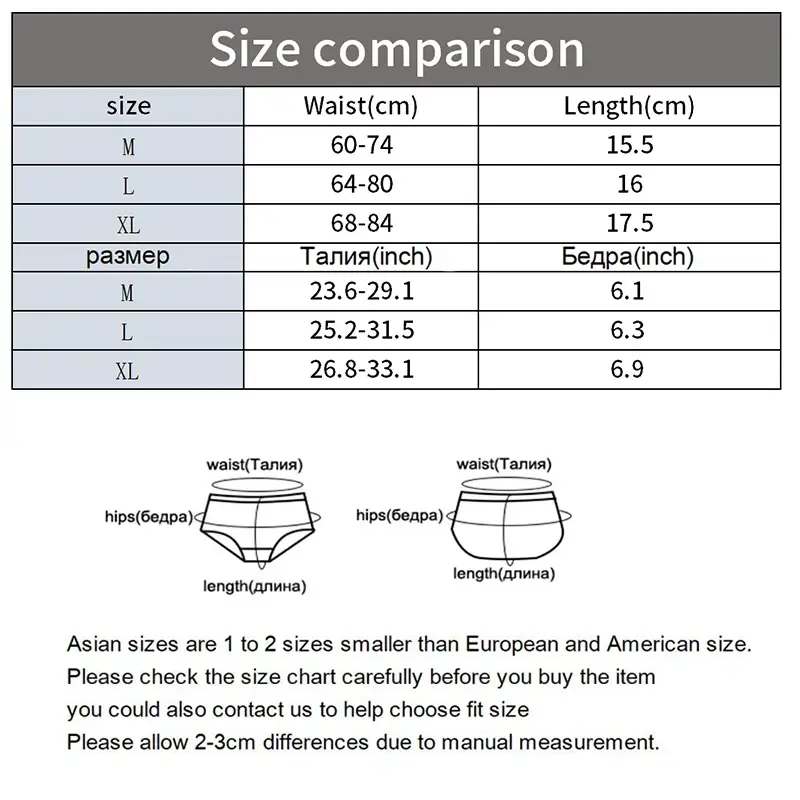 Size comparison
size Waist(cm) Length(cm)
M 60-74 15.5
L 64-80 16
XL 68-84 17.5
размер Талия(inch) Бедра(inch)
M 23.6-29.1 6.1
L 25.2-31.5 6.3
XL 26.8-33.1 6.9
waist(Талия) waist(Талия)
hips(бедра) hips(бедра)
length(длина) length(длина)
Asian sizes are 1 to 2 sizes smaller than European and American size.
Please check the size chart carefully before you buy the item
you could also contact us to help choose fit size
Please allow 2-3cm differences due to manual measurement.